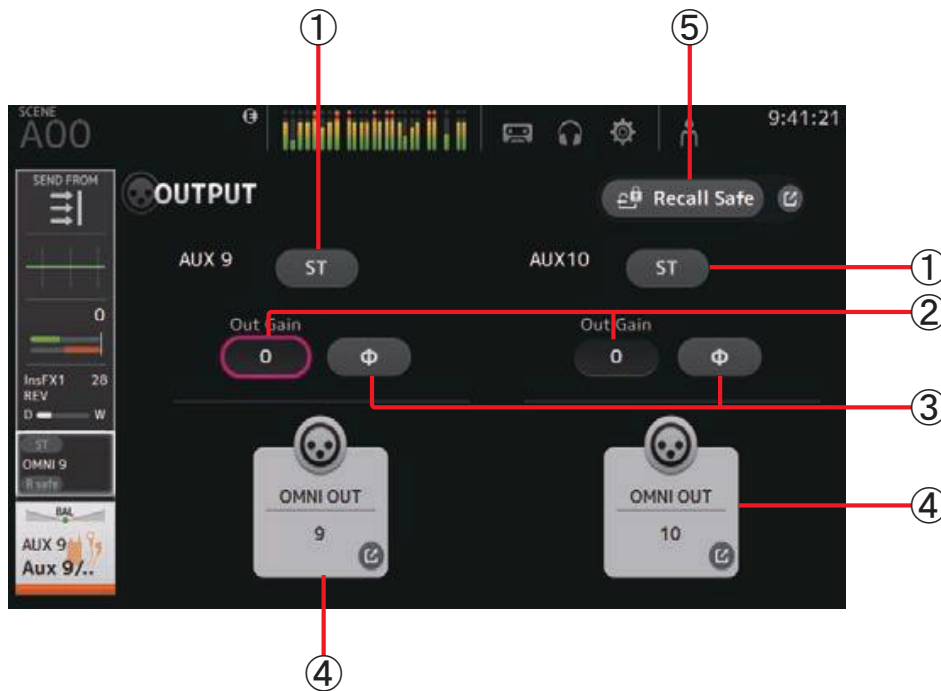 ① ⑤
SCENE
A00
E
9:41:21
SEND FROM
OUTPUT
Recall Safe
AUX 9 ST
AUX10 ST ①
②
0
Out Gain
Out Gain
0 Φ
0 Φ
InsFX1 28
REV
D W
③
ST
OMNI 9
R safe
OMNI OUT
9
OMNI OUT
10
④
BAL
AUX 9
Aux 9/..
④